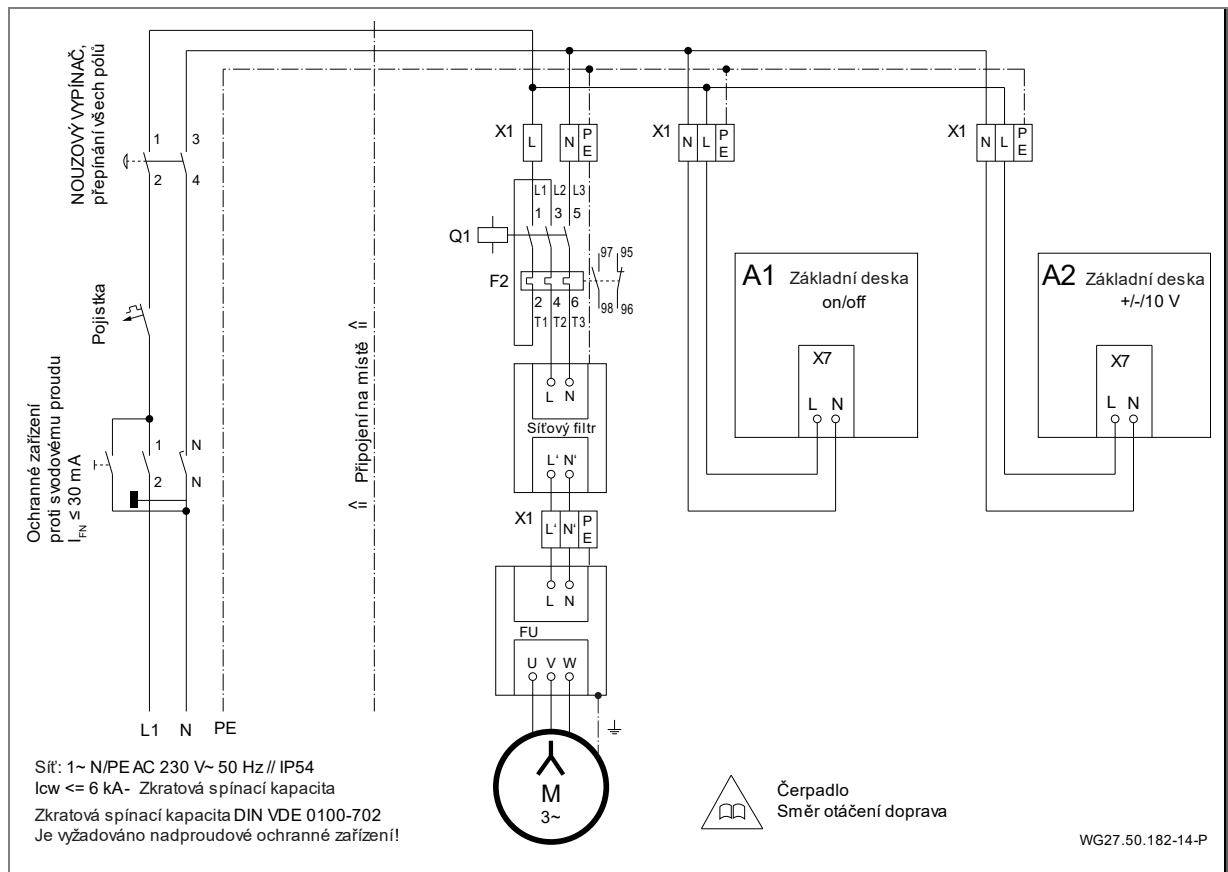 NOUZOVÝ VYPÍNAČ,
přepínání všech pólů
1 3
2 4
Pojistka
Ochranné zařízení
proti svodovému proudu
IFN ≤ 30 mA
1 N
2 N
L1 N PE
<= Připojení na místě <=
X1 L N PE
L1 L2 L3
1 3 5
Q1
97 95
F2
2 4 6
98 96
T1 T2 T3
L N
Síťový filtr
L' N'
X1 L' N' PE
L N
FU
U V W
M
3~
X1 N L PE
A1 Základní deska
on/off
X7
L N
X1 N L PE
A2 Základní deska
+/-/10 V
X7
L N
Síť: 1~ N/PE AC 230 V~ 50 Hz // IP54
Icw <= 6 kA- Zkratová spínací kapacita
Zkratová spínací kapacita DIN VDE 0100-702
Je vyžadováno nadproudové ochranné zařízení!
Čerpadlo
Směr otáčení doprava
WG27.50.182-14-P